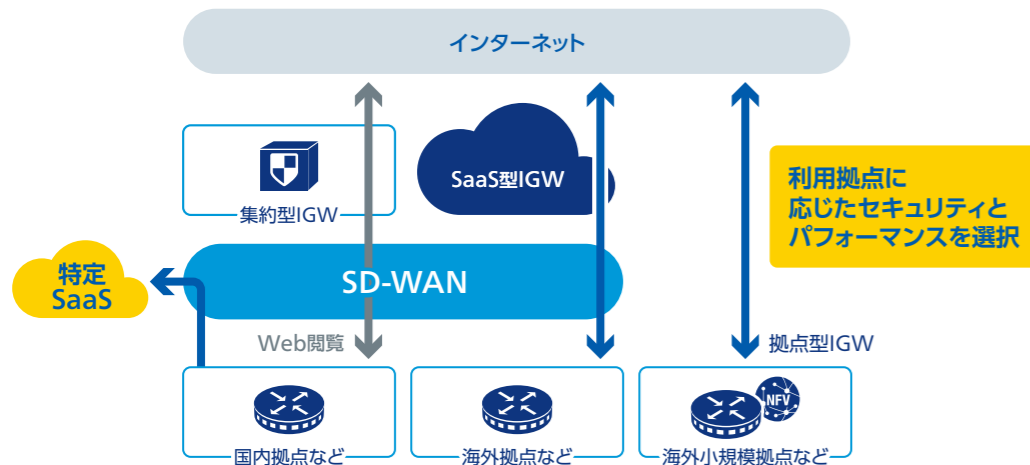 インターネット
SaaS型IGW
集約型IGW
利用拠点に
応じたセキュリティと
パフォーマンスを選択
特定
SaaS
SD-WAN
Web閲覧
拠点型IGW
NFV
国内拠点など
海外拠点など
海外小規模拠点など